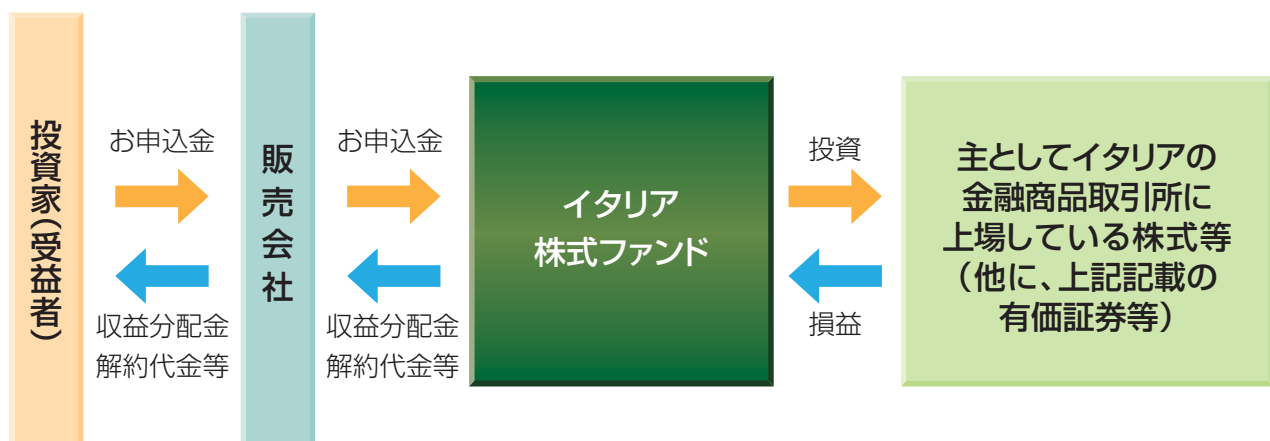 投資家(受益者)
お申込金
収益分配金
解約代金等
販売会社
お申込金
収益分配金
解約代金等
イタリア
株式ファンド
投資
損益
主としてイタリアの
金融商品取引所に
上場している株式等
(他に、上記記載の
有価証券等)